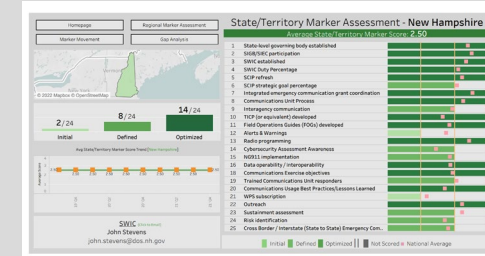 Homepage
Regional Marker Assessment
Marker Movement
Gap Analysis
State/Territory Marker Assessment - New Hampshire
Average State/Territory Marker Score: 2.50
© 2022 Mapbox © OpenStreetMap
2/24
Initial
8/24
Defined
14/24
Optimized
Avg State/Territory Marker Score Trend
SWIC
John Stevens
john.stevens@dos.nh.gov
1 State-level governing body established
2 SIGB/SIEC participation
3 SWIC established
4 SWIC Duty Percentage
5 SCIP refresh
6 SCIP strategic goal percentage
7 Integrated emergency communication grant coordination
8 Communications Unit Process
9 Interagency communication
10 TICP (or equivalent) developed
11 Field Operations Guides (FOGs) developed
12 Alerts & Warnings
13 Radio programming
14 Cybersecurity Assessment Awareness
15 NG911 implementation
16 Data operability / interoperability
18 Communications Exercise objectives
19 Trained Communications Unit responders
20 Communications Usage Best Practices/Lessons Learned
21 WPS subscription
22 Outreach
23 Sustainment assessment
24 Risk identification
25 Cross Border / Interstate (State to State) Emergency Com..
Initial Defined Optimized Not Scored National Average